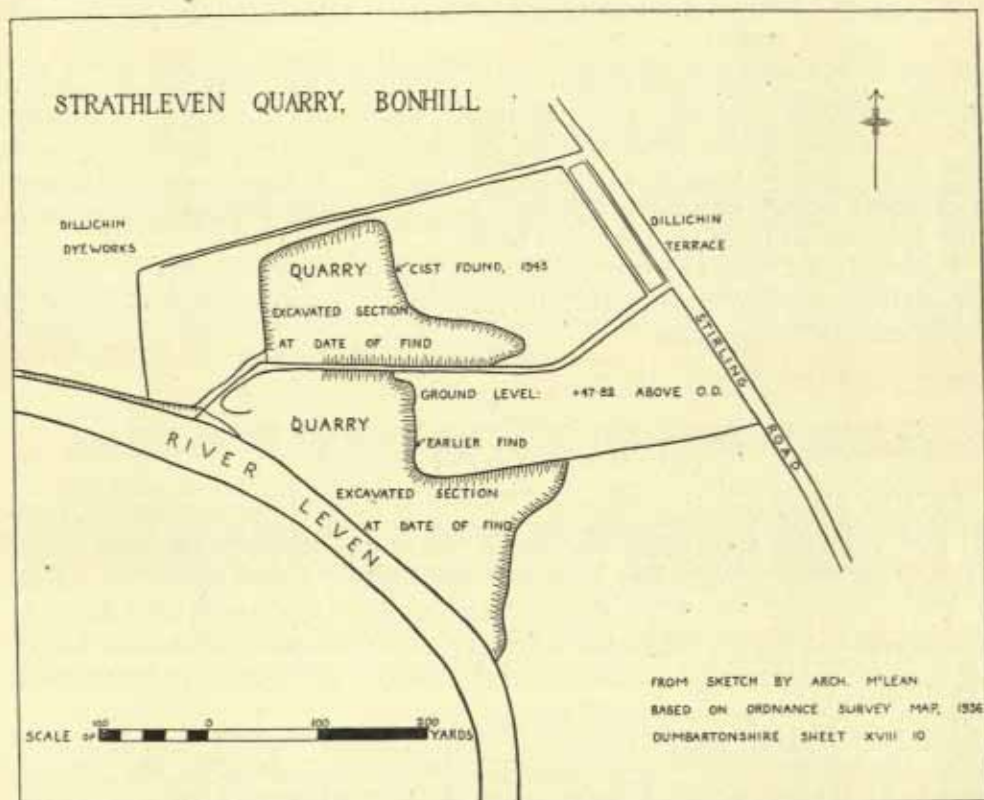 STRATHLEVEN QUARRY, BONHILL
DILLICHIN
DYEWORKS
DILLICHIN
TERRACE
QUARRY
CIST FOUND, 1943
EXCAVATED SECTION
AT DATE OF FIND
STIRLING ROAD
GROUND LEVEL: +47·82 ABOVE O.D.
QUARRY
EARLIER FIND
RIVER LEVEN
EXCAVATED SECTION
AT DATE OF FIND
FROM SKETCH BY ARCH. McLEAN
BASED ON ORDNANCE SURVEY MAP, 1936
DUMBARTONSHIRE SHEET XVIII 10
SCALE OF 100 0 100 200 YARDS